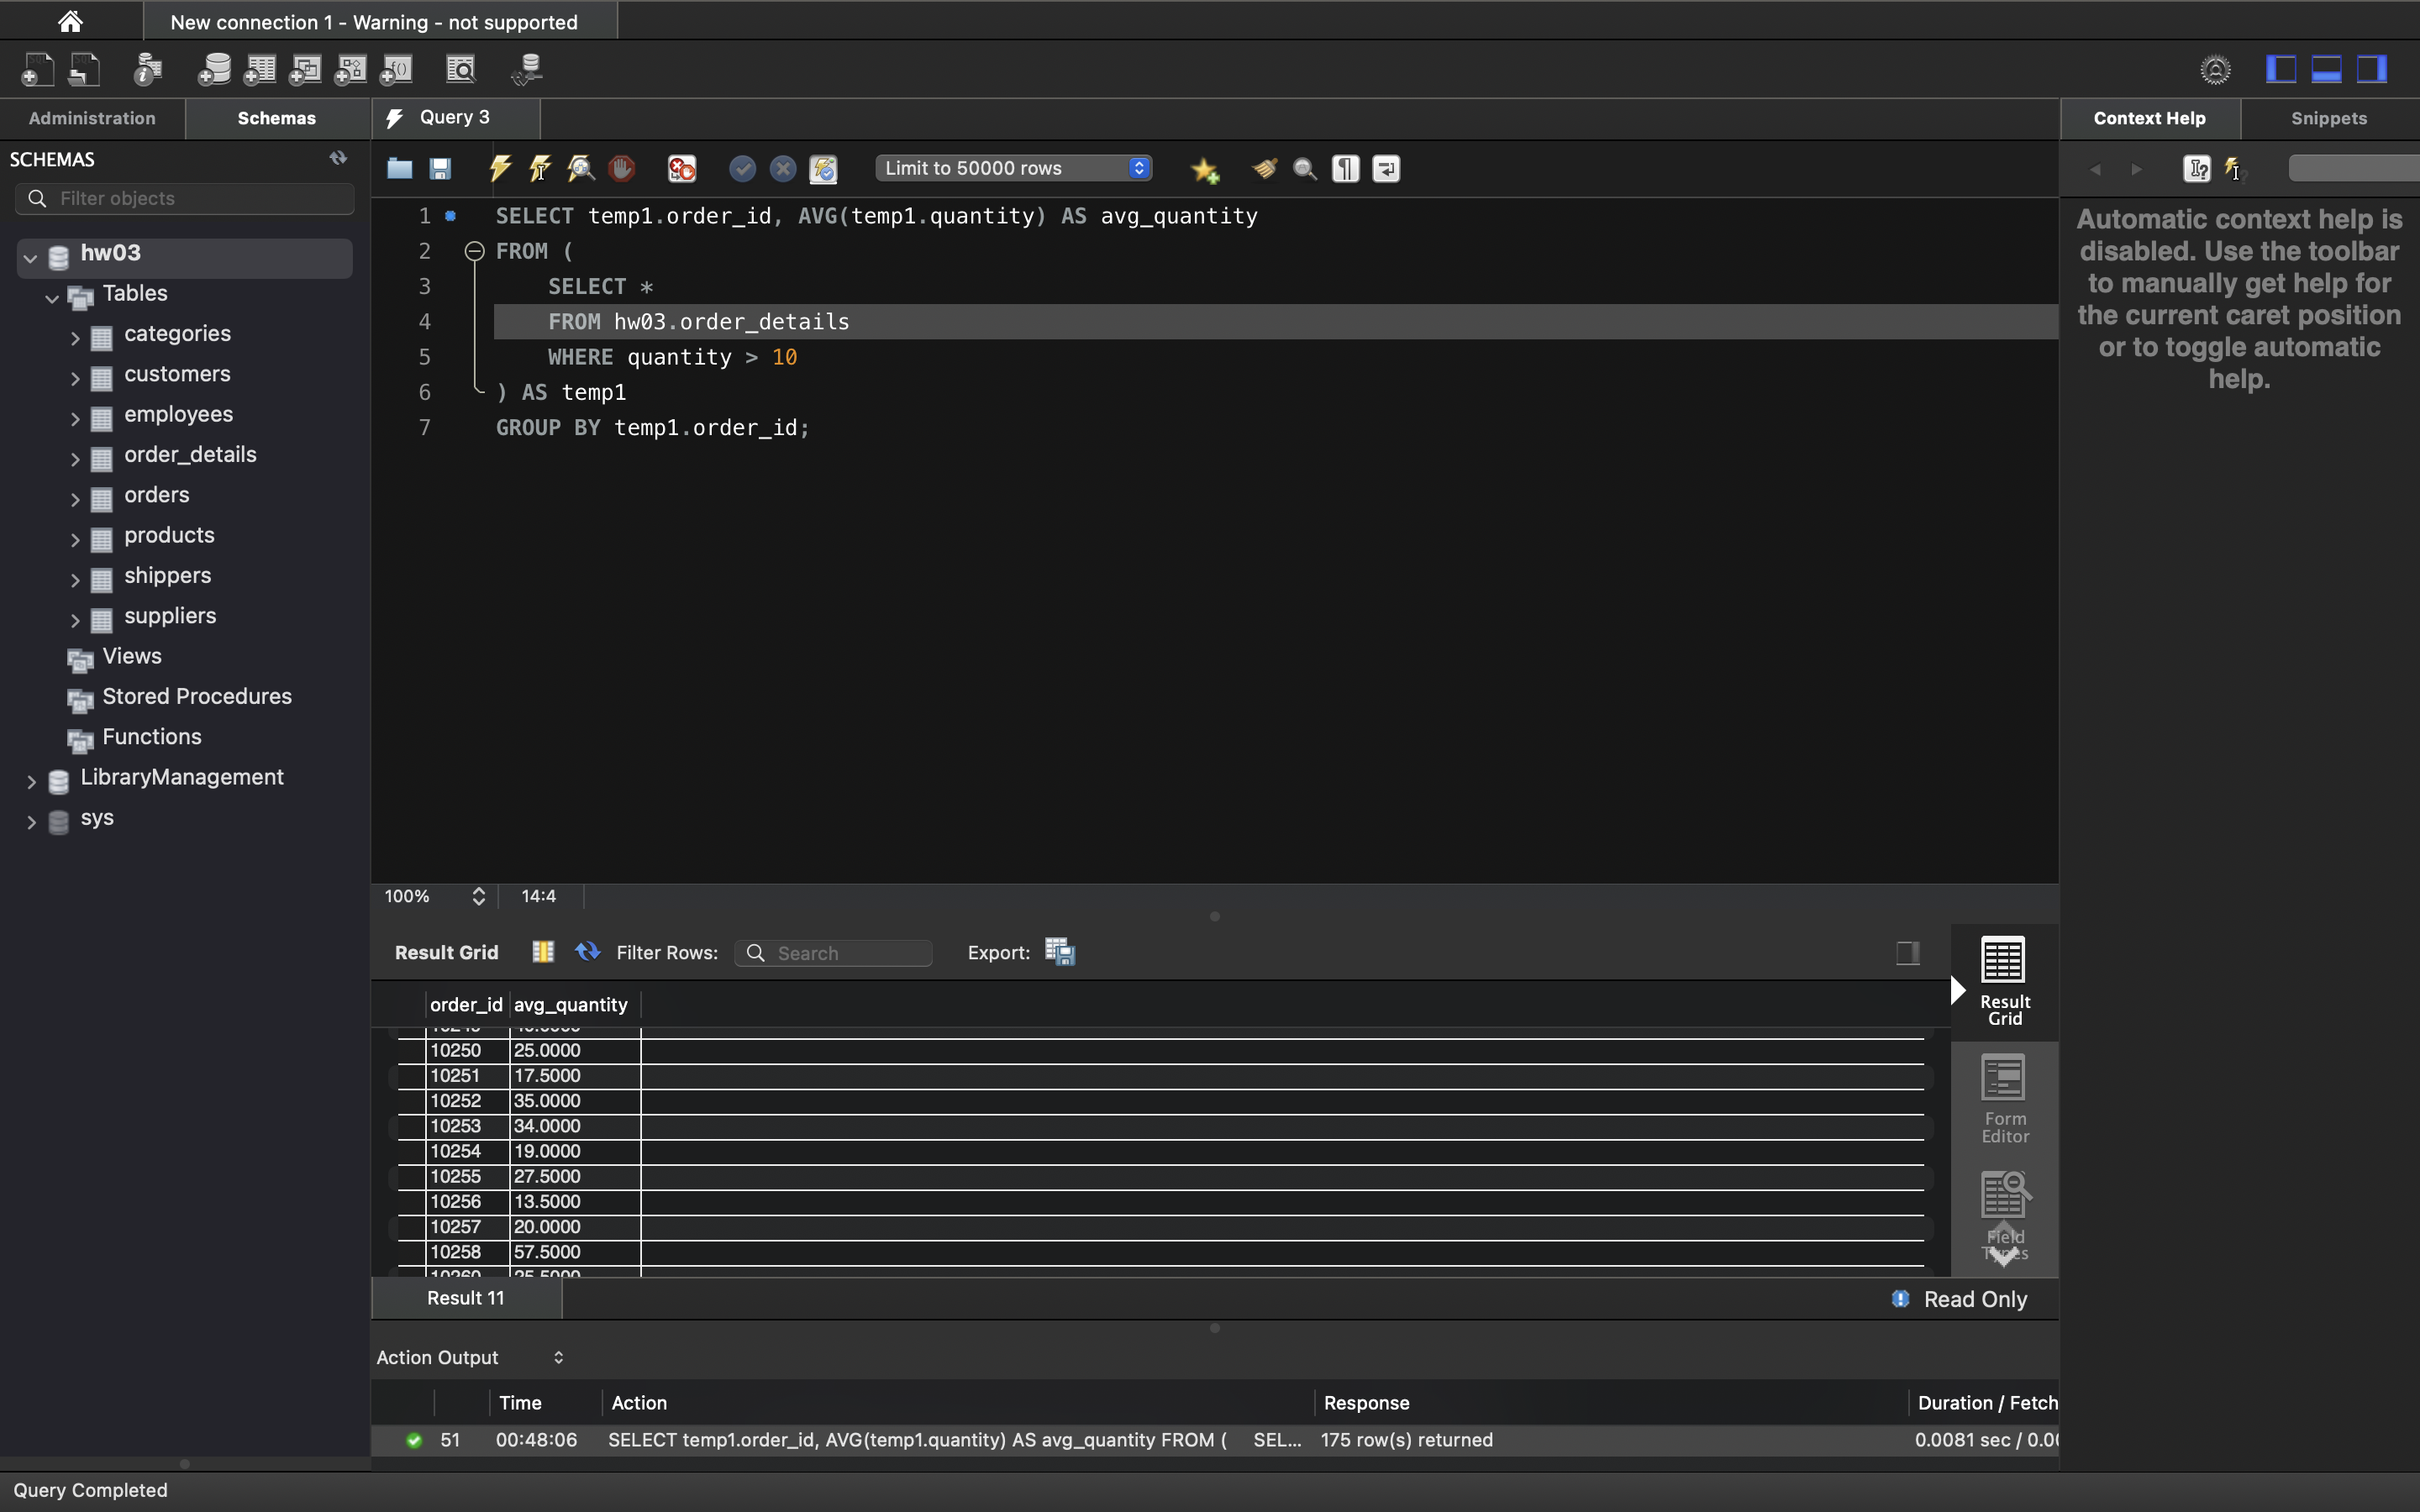 New connection 1 - Warning - not supported
Administration
Schemas
Query 3
Context Help
Snippets
SCHEMAS
Filter objects
hw03
Tables
categories
customers
employees
order_details
orders
products
shippers
suppliers
Views
Stored Procedures
Functions
LibraryManagement
sys
Limit to 50000 rows
1 SELECT temp1.order_id, AVG(temp1.quantity) AS avg_quantity
2 FROM (
3 SELECT *
4 FROM hw03.order_details
5 WHERE quantity > 10
6 ) AS temp1
7 GROUP BY temp1.order_id;
Automatic context help is
disabled. Use the toolbar
to manually get help for
the current caret position
or to toggle automatic
help.
100% 14:4
Result Grid Filter Rows: Search Export:
order_id avg_quantity
10250 25.0000
10251 17.5000
10252 35.0000
10253 34.0000
10254 19.0000
10255 27.5000
10256 13.5000
10257 20.0000
10258 57.5000
10260 25.5000
Result
Grid
Form
Editor
Field
Types
Result 11
Read Only
Action Output
Time Action Response Duration / Fetch
51 00:48:06 SELECT temp1.order_id, AVG(temp1.quantity) AS avg_quantity FROM ( SEL... 175 row(s) returned 0.0081 sec / 0.00
Query Completed